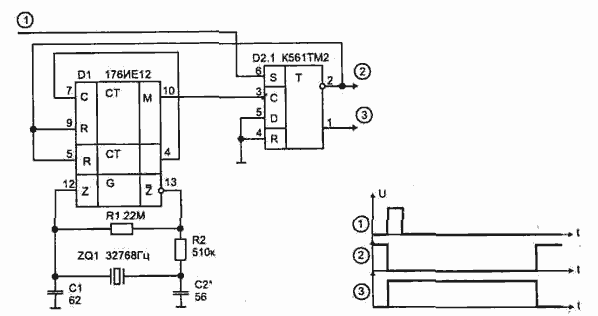 1
D2.1 К561ТМ2
6 S T
2
2
D1 176ИЕ12
7 C CT M 10
3 C
5 D
3
1
9 R
4 R
5 R CT 4
12 Z G Z 13
R1 22М
R2
510к
ZQ1 32768Гц
C1
62
C2*
56
U
1
t
2
t
3
t